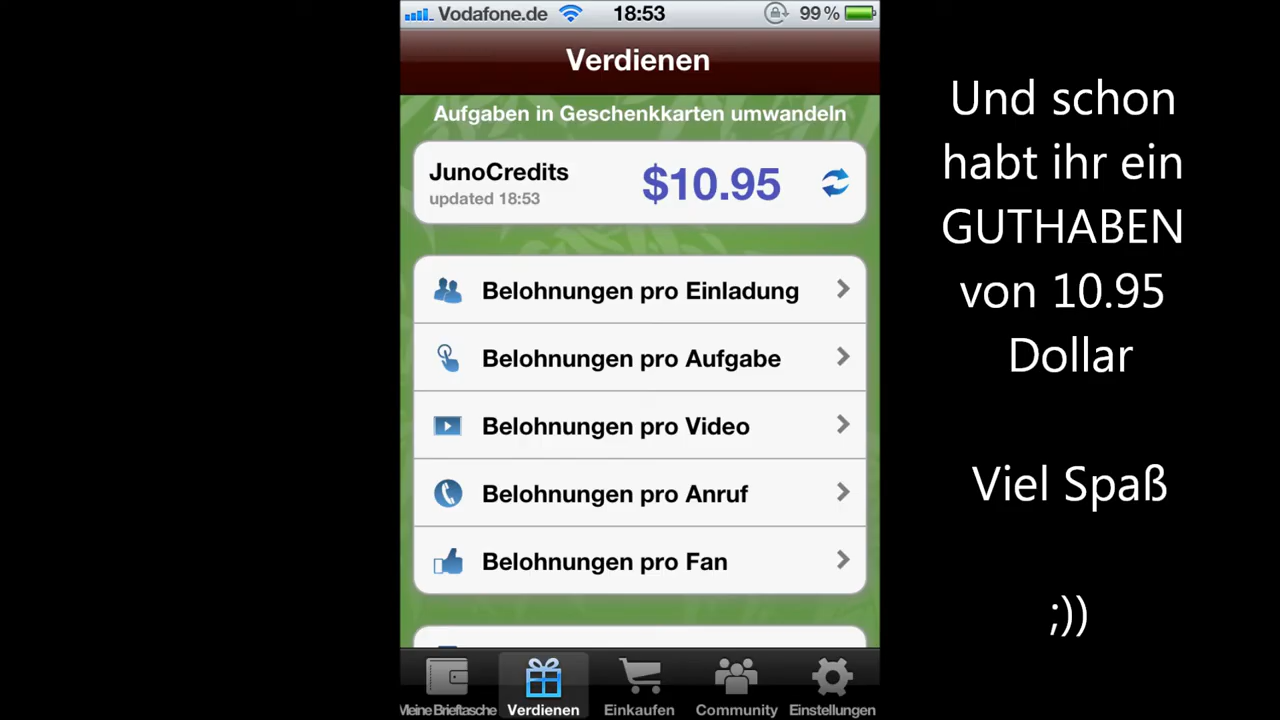 Vodafone.de 18:53 99%
Verdienen
Aufgaben in Geschenkkarten umwandeln
JunoCredits $10.95
updated 18:53
Belohnungen pro Einladung
Belohnungen pro Aufgabe
Belohnungen pro Video
Belohnungen pro Anruf
Belohnungen pro Fan
Meine Brieftasche Verdienen Einkaufen Community Einstellungen
Und schon
habt ihr ein
GUTHABEN
von 10.95
Dollar
Viel Spaß
;))